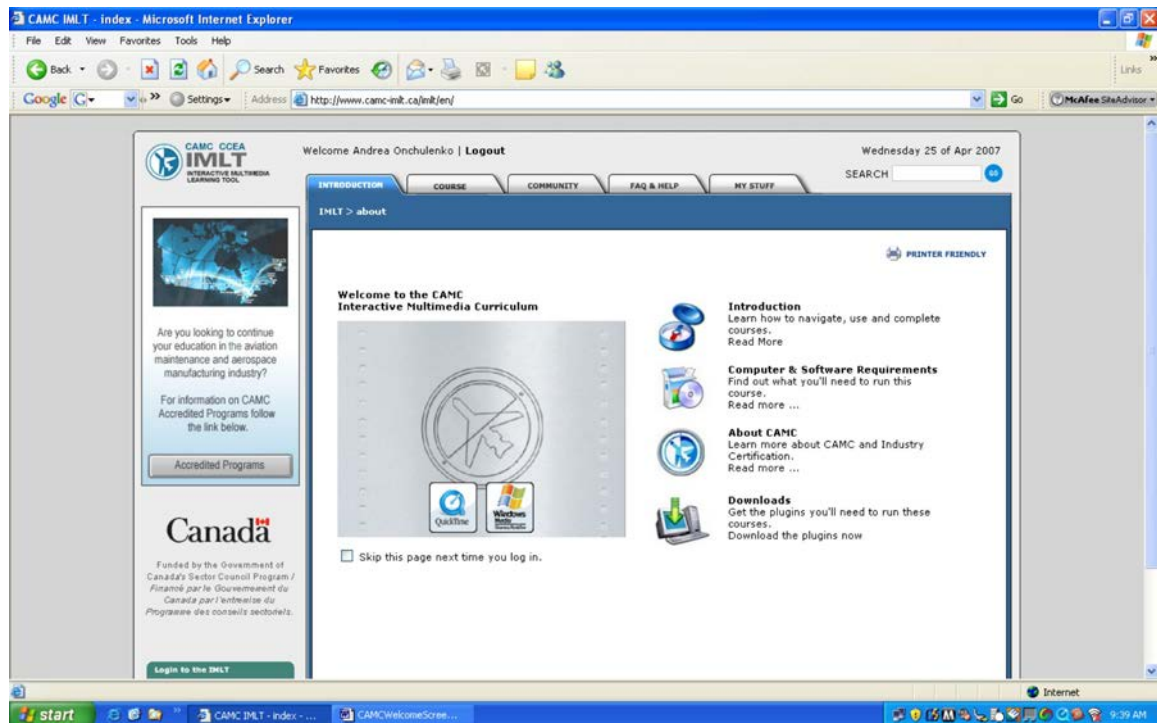 CAMC IMLT - index - Microsoft Internet Explorer
File Edit View Favorites Tools Help
Back Search Favorites Links
Google Settings Address http://www.camc-imlt.ca/imlt/en/ Go McAfee SiteAdvisor
CAMC CCEA
IMLT
INTERACTIVE MULTIMEDIA
LEARNING TOOL
Welcome Andrea Onchulenko | Logout
Wednesday 25 of Apr 2007
SEARCH GO
INTRODUCTION COURSE COMMUNITY FAQ & HELP MY STUFF
IMLT > about
PRINTER FRIENDLY
Are you looking to continue
your education in the aviation
maintenance and aerospace
manufacturing industry?
For information on CAMC
Accredited Programs follow
the link below.
Accredited Programs
Canada
Funded by the Government of
Canada's Sector Council Program /
Financé par le Gouvernement du
Canada par l'entremise du
Programme des conseils sectoriels.
Login to the IMLT
Welcome to the CAMC
Interactive Multimedia Curriculum
QuickTime
Windows
Media
Skip this page next time you log in.
Introduction
Learn how to navigate, use and complete
courses.
Read More
Computer & Software Requirements
Find out what you'll need to run this
course.
Read more ...
About CAMC
Learn more about CAMC and Industry
Certification.
Read more ...
Downloads
Get the plugins you'll need to run these
courses.
Download the plugins now
Internet
start CAMC IMLT - index - ... CAMCWelcomeScree... 9:39 AM